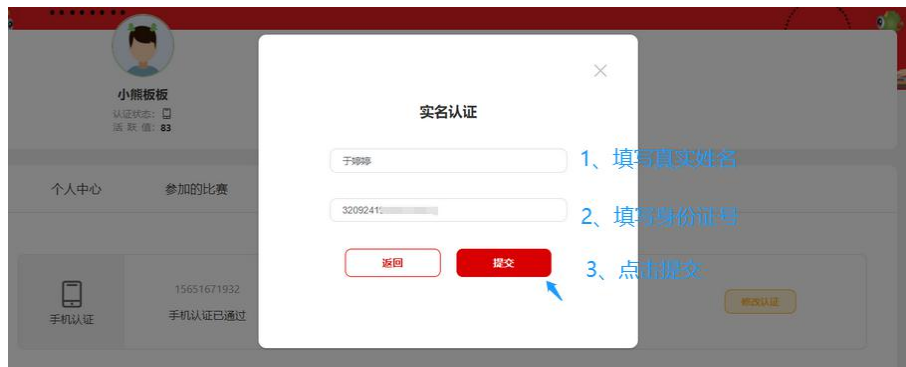 小熊板板
认证状态:
活 跃 值: 83
个人中心
参加的比赛
实名认证
于婷婷
3209241
1、填写真实姓名
2、填写身份证号
返回
提交
3、点击提交
手机认证
15651671932
手机认证已通过
修改认证